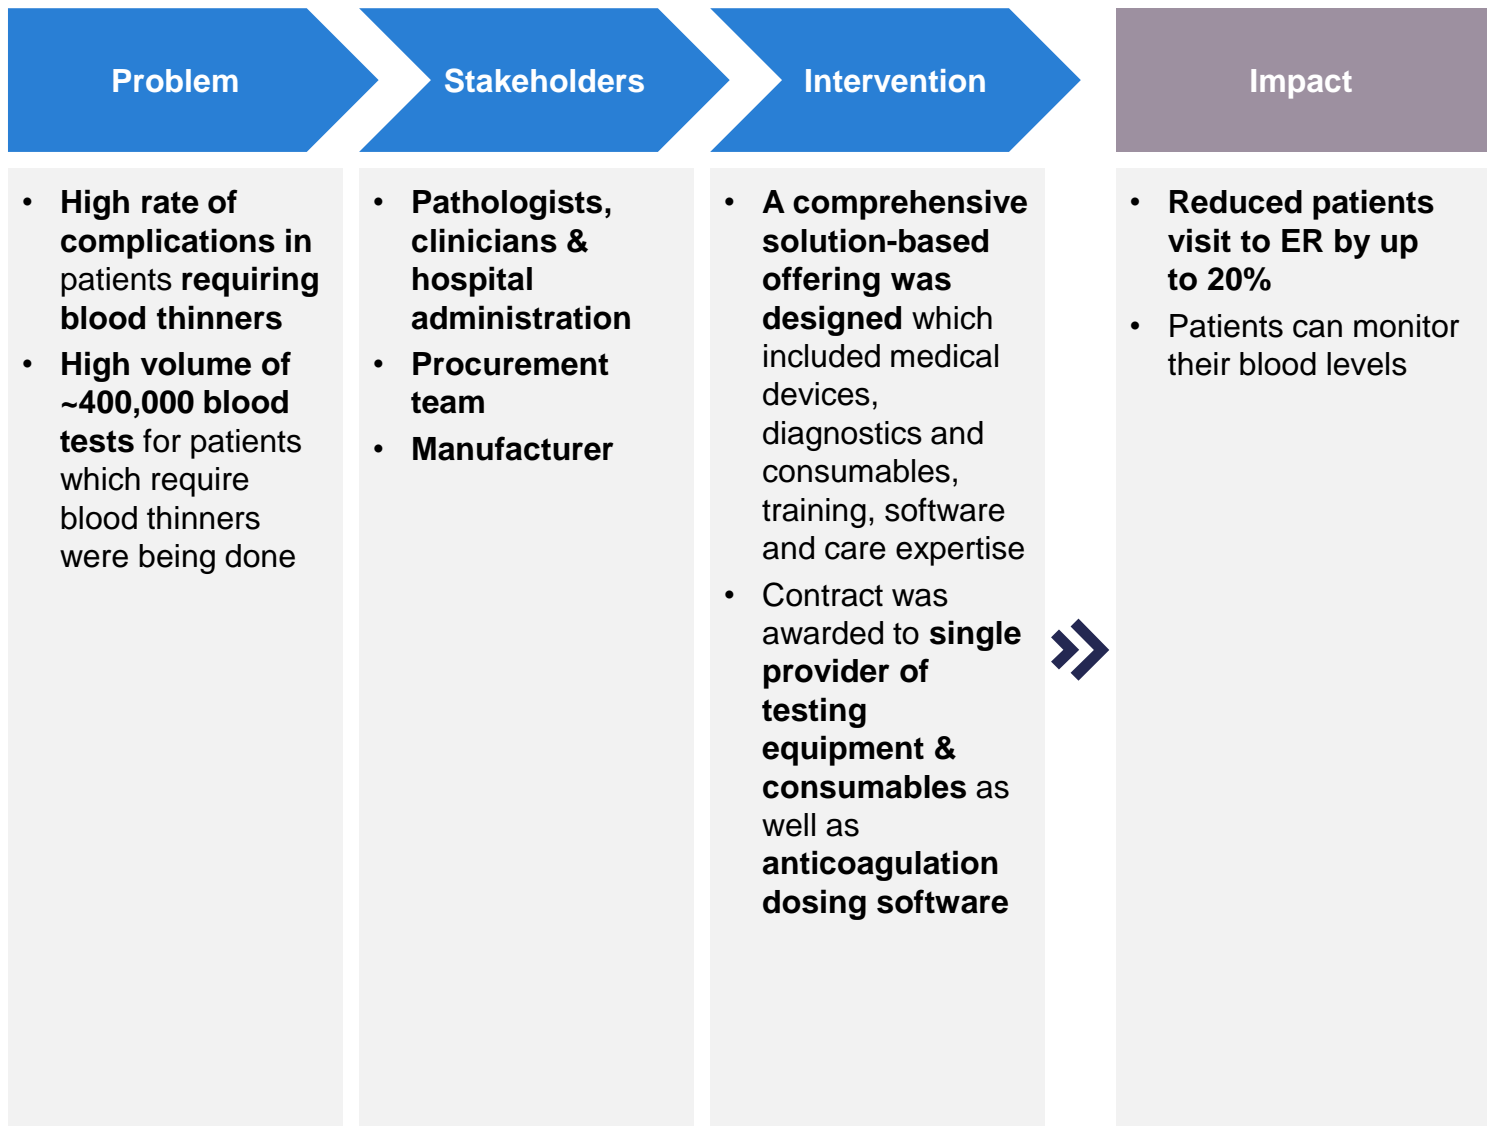 Problem
Stakeholders
Intervention
Impact
• High rate of
complications in
patients requiring
blood thinners
• High volume of
~400,000 blood
tests for patients
which require
blood thinners
were being done
• Pathologists,
clinicians &
hospital
administration
• Procurement
team
• Manufacturer
• A comprehensive
solution-based
offering was
designed which
included medical
devices,
diagnostics and
consumables,
training, software
and care expertise
• Contract was
awarded to single
provider of
testing
equipment &
consumables as
well as
anticoagulation
dosing software
• Reduced patients
visit to ER by up
to 20%
• Patients can monitor
their blood levels